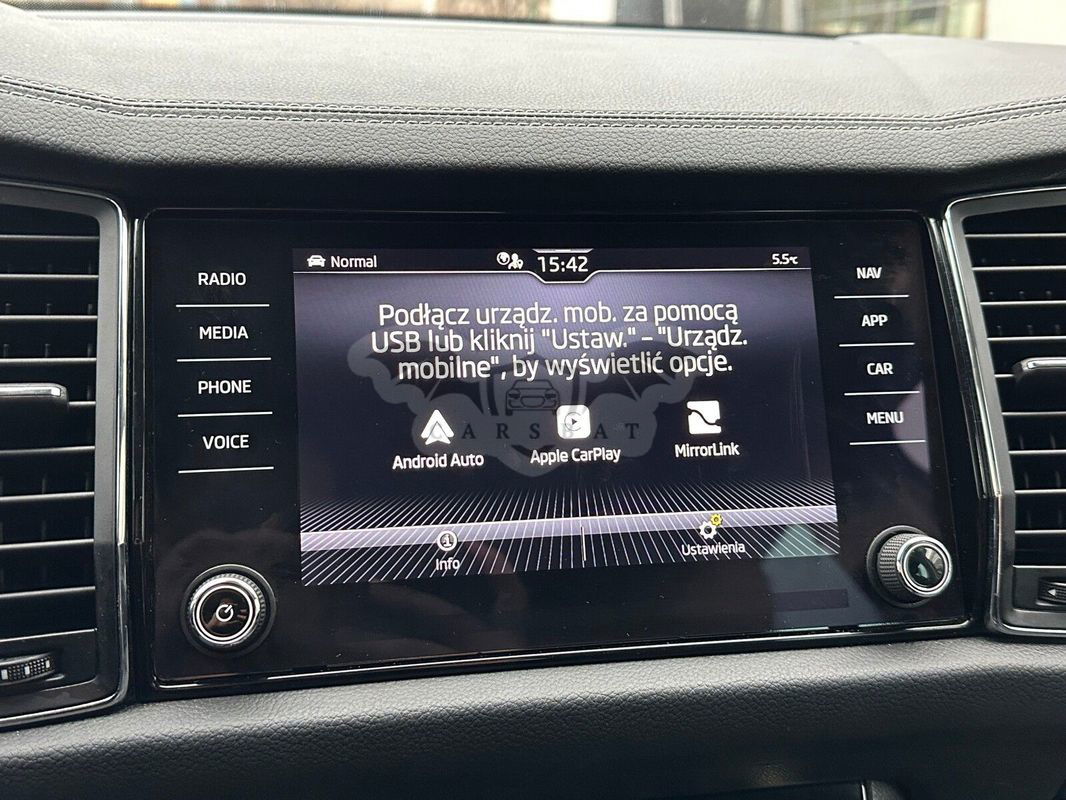 RADIO
MEDIA
PHONE
VOICE
Normal
15:42
5.5°C
Podłącz urządz. mob. za pomocą
USB lub kliknij "Ustaw." - "Urządz.
mobilne", by wyświetlić opcje.
CARSBAT
Android Auto
Apple CarPlay
MirrorLink
Info
Ustawienia
NAV
APP
CAR
MENU